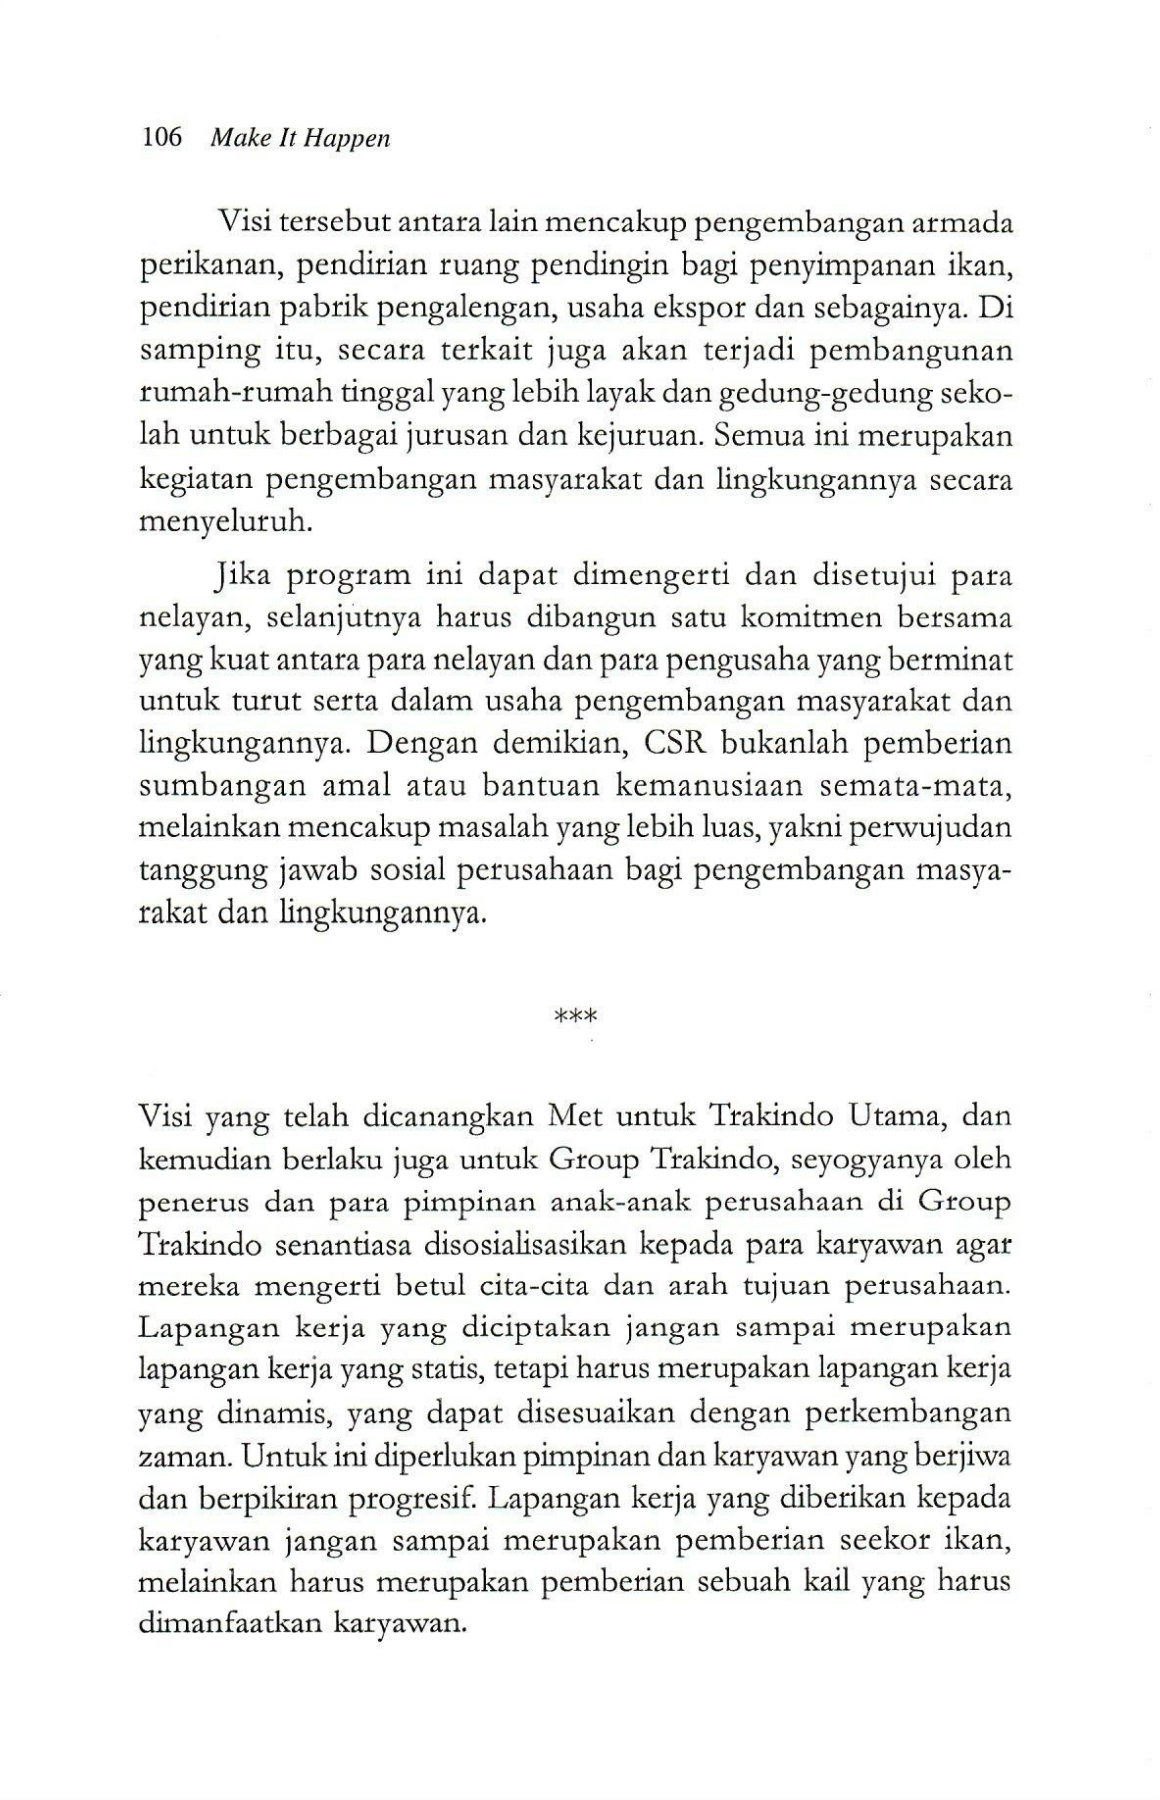 106 Make It Happen
Visi tersebut antara lain mencakup pengembangan armada
perikanan, pendirian ruang pendingin bagi penyimpanan ikan,
pendirian pabrik pengalengan, usaha ekspor dan sebagainya. Di
samping itu, secara terkait juga akan terjadi pembangunan
rumah-rumah tinggal yang lebih layak dan gedung-gedung seko-
lah untuk berbagai jurusan dan kejuruan. Semua ini merupakan
kegiatan pengembangan masyarakat dan lingkungannya secara
menyeluruh.
Jika program ini dapat dimengerti dan disetujui para
nelayan, selanjutnya harus dibangun satu komitmen bersama
yang kuat antara para nelayan dan para pengusaha yang berminat
untuk turut serta dalam usaha pengembangan masyarakat dan
lingkungannya. Dengan demikian, CSR bukanlah pemberian
sumbangan amal atau bantuan kemanusiaan semata-mata,
melainkan mencakup masalah yang lebih luas, yakni perwujudan
tanggung jawab sosial perusahaan bagi pengembangan masya-
rakat dan lingkungannya.
***
Visi yang telah dicanangkan Met untuk Trakindo Utama, dan
kemudian berlaku juga untuk Group Trakindo, seyogyanya oleh
penerus dan para pimpinan anak-anak perusahaan di Group
Trakindo senantiasa disosialisasikan kepada para karyawan agar
mereka mengerti betul cita-cita dan arah tujuan perusahaan.
Lapangan kerja yang diciptakan jangan sampai merupakan
lapangan kerja yang statis, tetapi harus merupakan lapangan kerja
yang dinamis, yang dapat disesuaikan dengan perkembangan
zaman. Untuk ini diperlukan pimpinan dan karyawan yang berjiwa
dan berpikiran progresif. Lapangan kerja yang diberikan kepada
karyawan jangan sampai merupakan pemberian seekor ikan,
melainkan harus merupakan pemberian sebuah kail yang harus
dimanfaatkan karyawan.